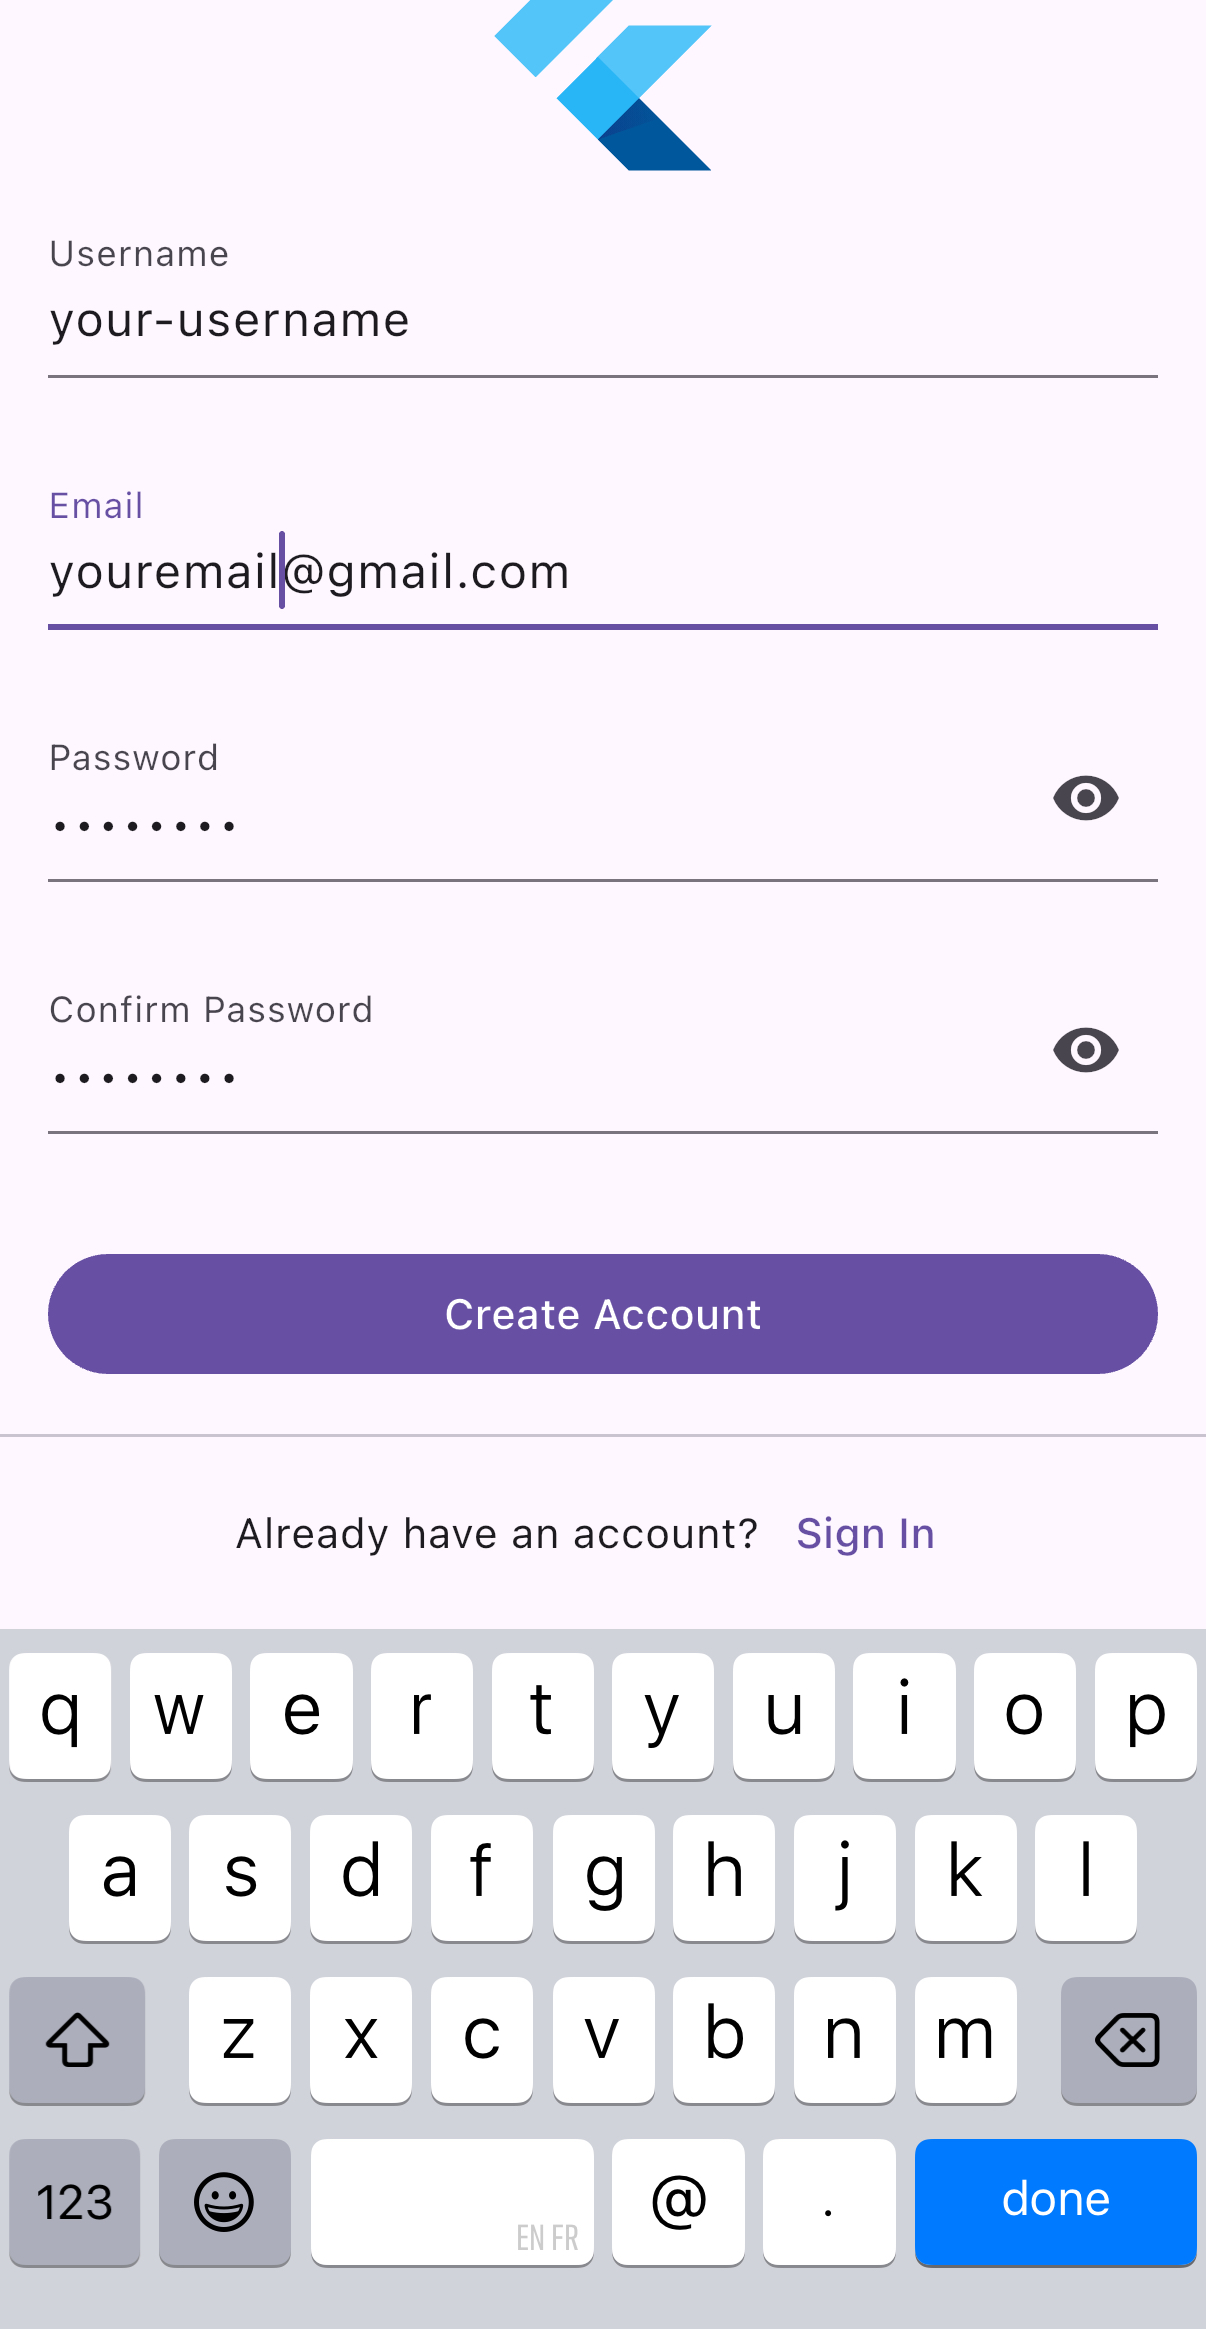 Username
your-username
Email
youremail@gmail.com
Password
••••••••
Confirm Password
••••••••
Create Account
Already have an account? Sign In
q w e r t y u i o p
a s d f g h j k l
z x c v b n m
123 EN FR @ . done